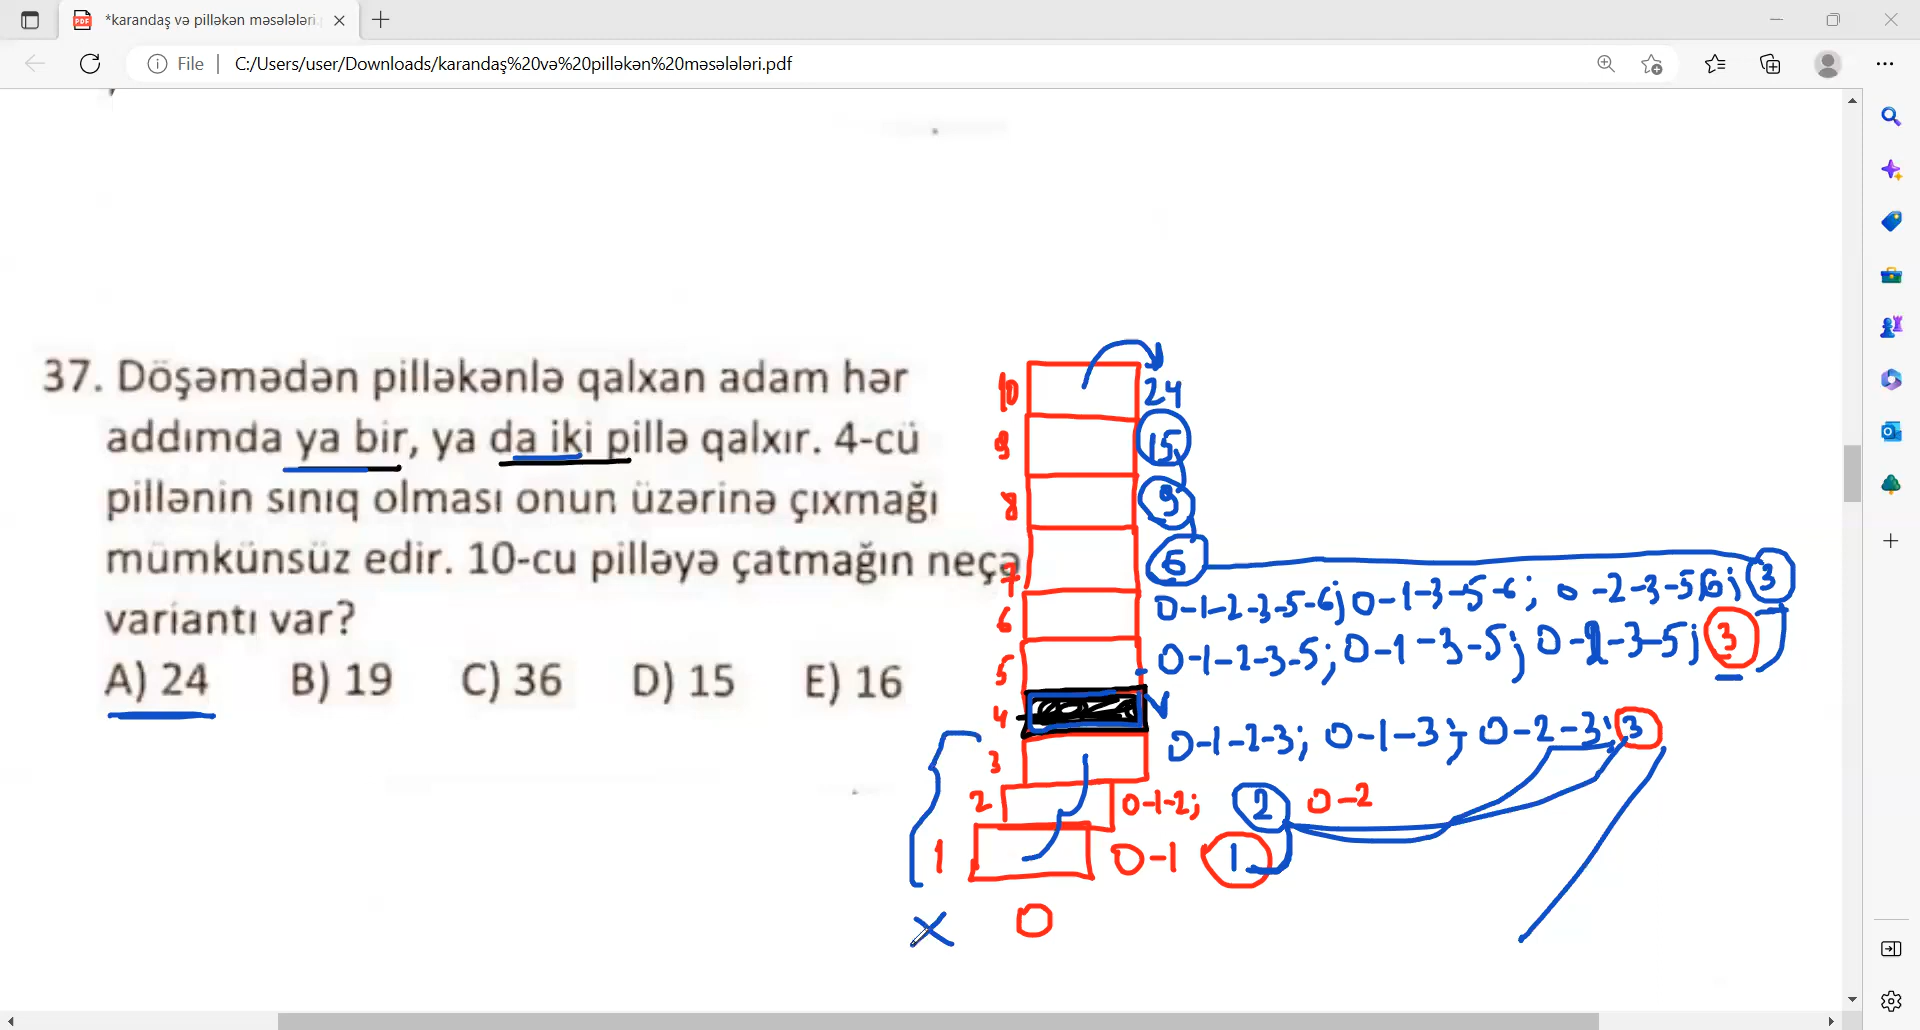 *karandaş və pilləkən məsələləri.
File
C:/Users/user/Downloads/karandaş%20və%20pilləkən%20məsələləri.pdf
37. Döşəmədən pilləkənlə qalxan adam hər
addımda ya bir, ya da iki pillə qalxır. 4-cü
pillənin sınıq olması onun üzərinə çıxmağı
mümkünsüz edir. 10-cu pilləyə çatmağın neçə
variantı var?
A) 24 B) 19 C) 36 D) 15 E) 16
10 24
9 15
8 9
7 6
0-1-2-3-5-6; 0-1-3-5-6; 0-2-3-5-6; 3
6
5 0-1-2-3-5; 0-1-3-5; 0-2-3-5; 3
4
3 0-1-2-3; 0-1-3; 0-2-3; 3
2 0-1-2; 2 0-2
1 0-1 1
X 0